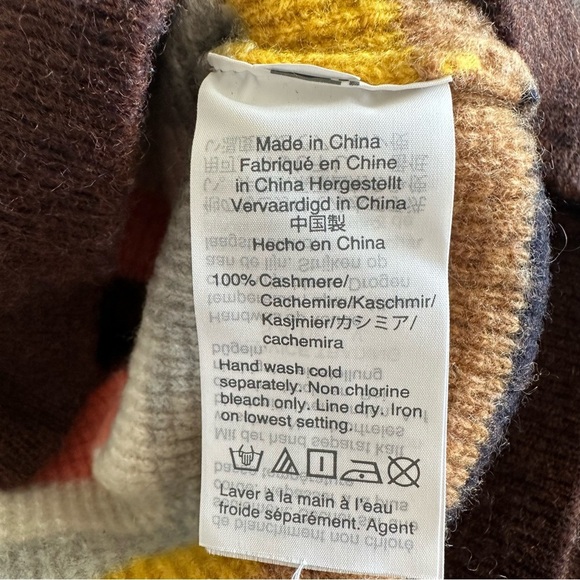 Made in China
Fabriqué en Chine
in China Hergestellt
Vervaardigd in China
中国製
Hecho en China
100% Cashmere/
Cachemire/Kaschmir/
Kasjmier/カシミア/
cachemira
Hand wash cold
separately. Non chlorine
bleach only. Line dry. Iron
on lowest setting.
Laver à la main à l'eau
froide séparément. Agent